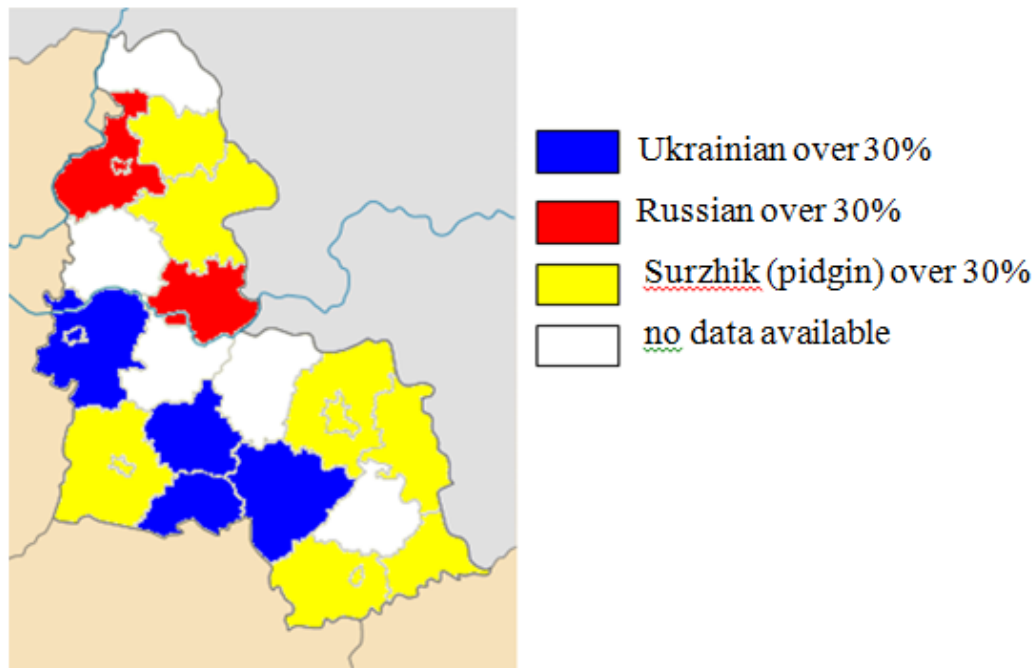 Ukrainian over 30%
Russian over 30%
Surzhik (pidgin) over 30%
no data available